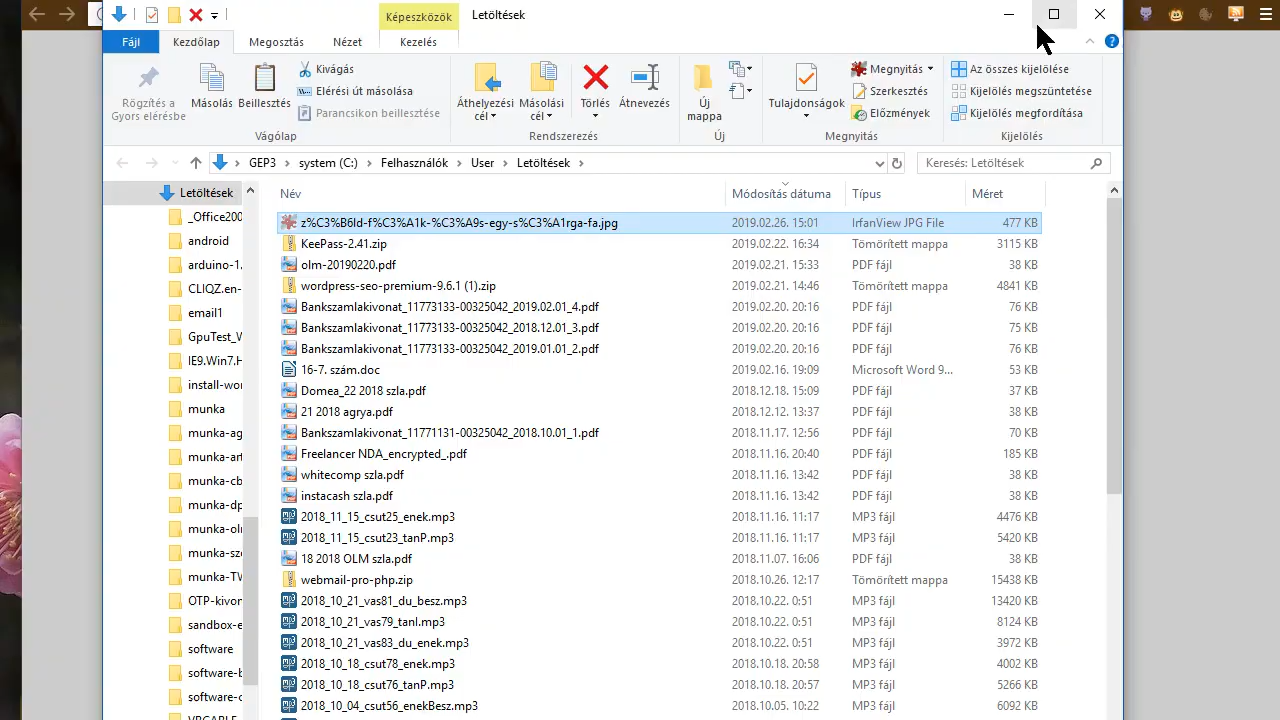 Képeszközök
Letöltések
Fájl
Kezdőlap
Megosztás
Nézet
Kezelés
Rögzítés a
Gyors elérésbe
Másolás
Beillesztés
Kivágás
Elérési út másolása
Parancsikon beillesztése
Vágólap
Áthelyezési
cél
Másolási
cél
Törlés
Átnevezés
Rendszerezés
Új
mappa
Új
Tulajdonságok
Megnyitás
Szerkesztés
Előzmények
Megnyitás
Az összes kijelölése
Kijelölés megszüntetése
Kijelölés megfordítása
Kijelölés
GEP3 system (C:) Felhasználók User Letöltések
Keresés: Letöltések
Letöltések
_Office200
android
arduino-1.
CLIQZ.en-
email1
GpuTest_W
IE9.Win7.H
install-wor
munka
munka-ag
munka-art
munka-cb
munka-dp
munka-oln
munka-sze
munka-TW
OTP-kivon
sandbox-e
software
software-b
software-c
Név Módosítás dátuma Típus Méret
z%C3%B6ld-f%C3%A1k-%C3%A9s-egy-s%C3%A1rga-fa.jpg 2019.02.26. 15:01 IrfanView JPG File 477 KB
KeePass-2.41.zip 2019.02.22. 16:34 Tömörített mappa 3115 KB
olm-20190220.pdf 2019.02.21. 15:33 PDF fájl 38 KB
wordpress-seo-premium-9.6.1 (1).zip 2019.02.21. 14:46 Tömörített mappa 4841 KB
Bankszamlakivonat_11773133-00325042_2019.02.01_4.pdf 2019.02.20. 20:16 PDF fájl 76 KB
Bankszamlakivonat_11773133-00325042_2018.12.01_3.pdf 2019.02.20. 20:16 PDF fájl 75 KB
Bankszamlakivonat_11773133-00325042_2019.01.01_2.pdf 2019.02.20. 20:16 PDF fájl 76 KB
16-7. szám.doc 2019.02.16. 19:09 Microsoft Word 9... 53 KB
Domea_22 2018 szla.pdf 2018.12.18. 15:09 PDF fájl 37 KB
21 2018 agrya.pdf 2018.12.12. 13:37 PDF fájl 38 KB
Bankszamlakivonat_11771131-00325042_2018.10.01_1.pdf 2018.11.17. 12:56 PDF fájl 70 KB
Freelancer NDA_encrypted_.pdf 2018.11.16. 20:40 PDF fájl 185 KB
whitecomp szla.pdf 2018.11.16. 13:42 PDF fájl 38 KB
instacash szla.pdf 2018.11.16. 13:42 PDF fájl 38 KB
2018_11_15_csut25_enek.mp3 2018.11.16. 11:17 MP3 fájl 4476 KB
2018_11_15_csut23_tanP.mp3 2018.11.16. 11:17 MP3 fájl 5420 KB
18 2018 OLM szla.pdf 2018.11.07. 16:06 PDF fájl 38 KB
webmail-pro-php.zip 2018.10.26. 12:17 Tömörített mappa 15438 KB
2018_10_21_vas81_du_besz.mp3 2018.10.22. 0:51 MP3 fájl 13420 KB
2018_10_21_vas79_tanI.mp3 2018.10.22. 0:51 MP3 fájl 8124 KB
2018_10_21_vas83_du_enek.mp3 2018.10.22. 0:51 MP3 fájl 3972 KB
2018_10_18_csut78_enek.mp3 2018.10.18. 20:58 MP3 fájl 4002 KB
2018_10_18_csut76_tanP.mp3 2018.10.18. 20:57 MP3 fájl 5266 KB
2018_10_04_csut56_enekBesz.mp3 2018.10.05. 10:22 MP3 fájl 6092 KB